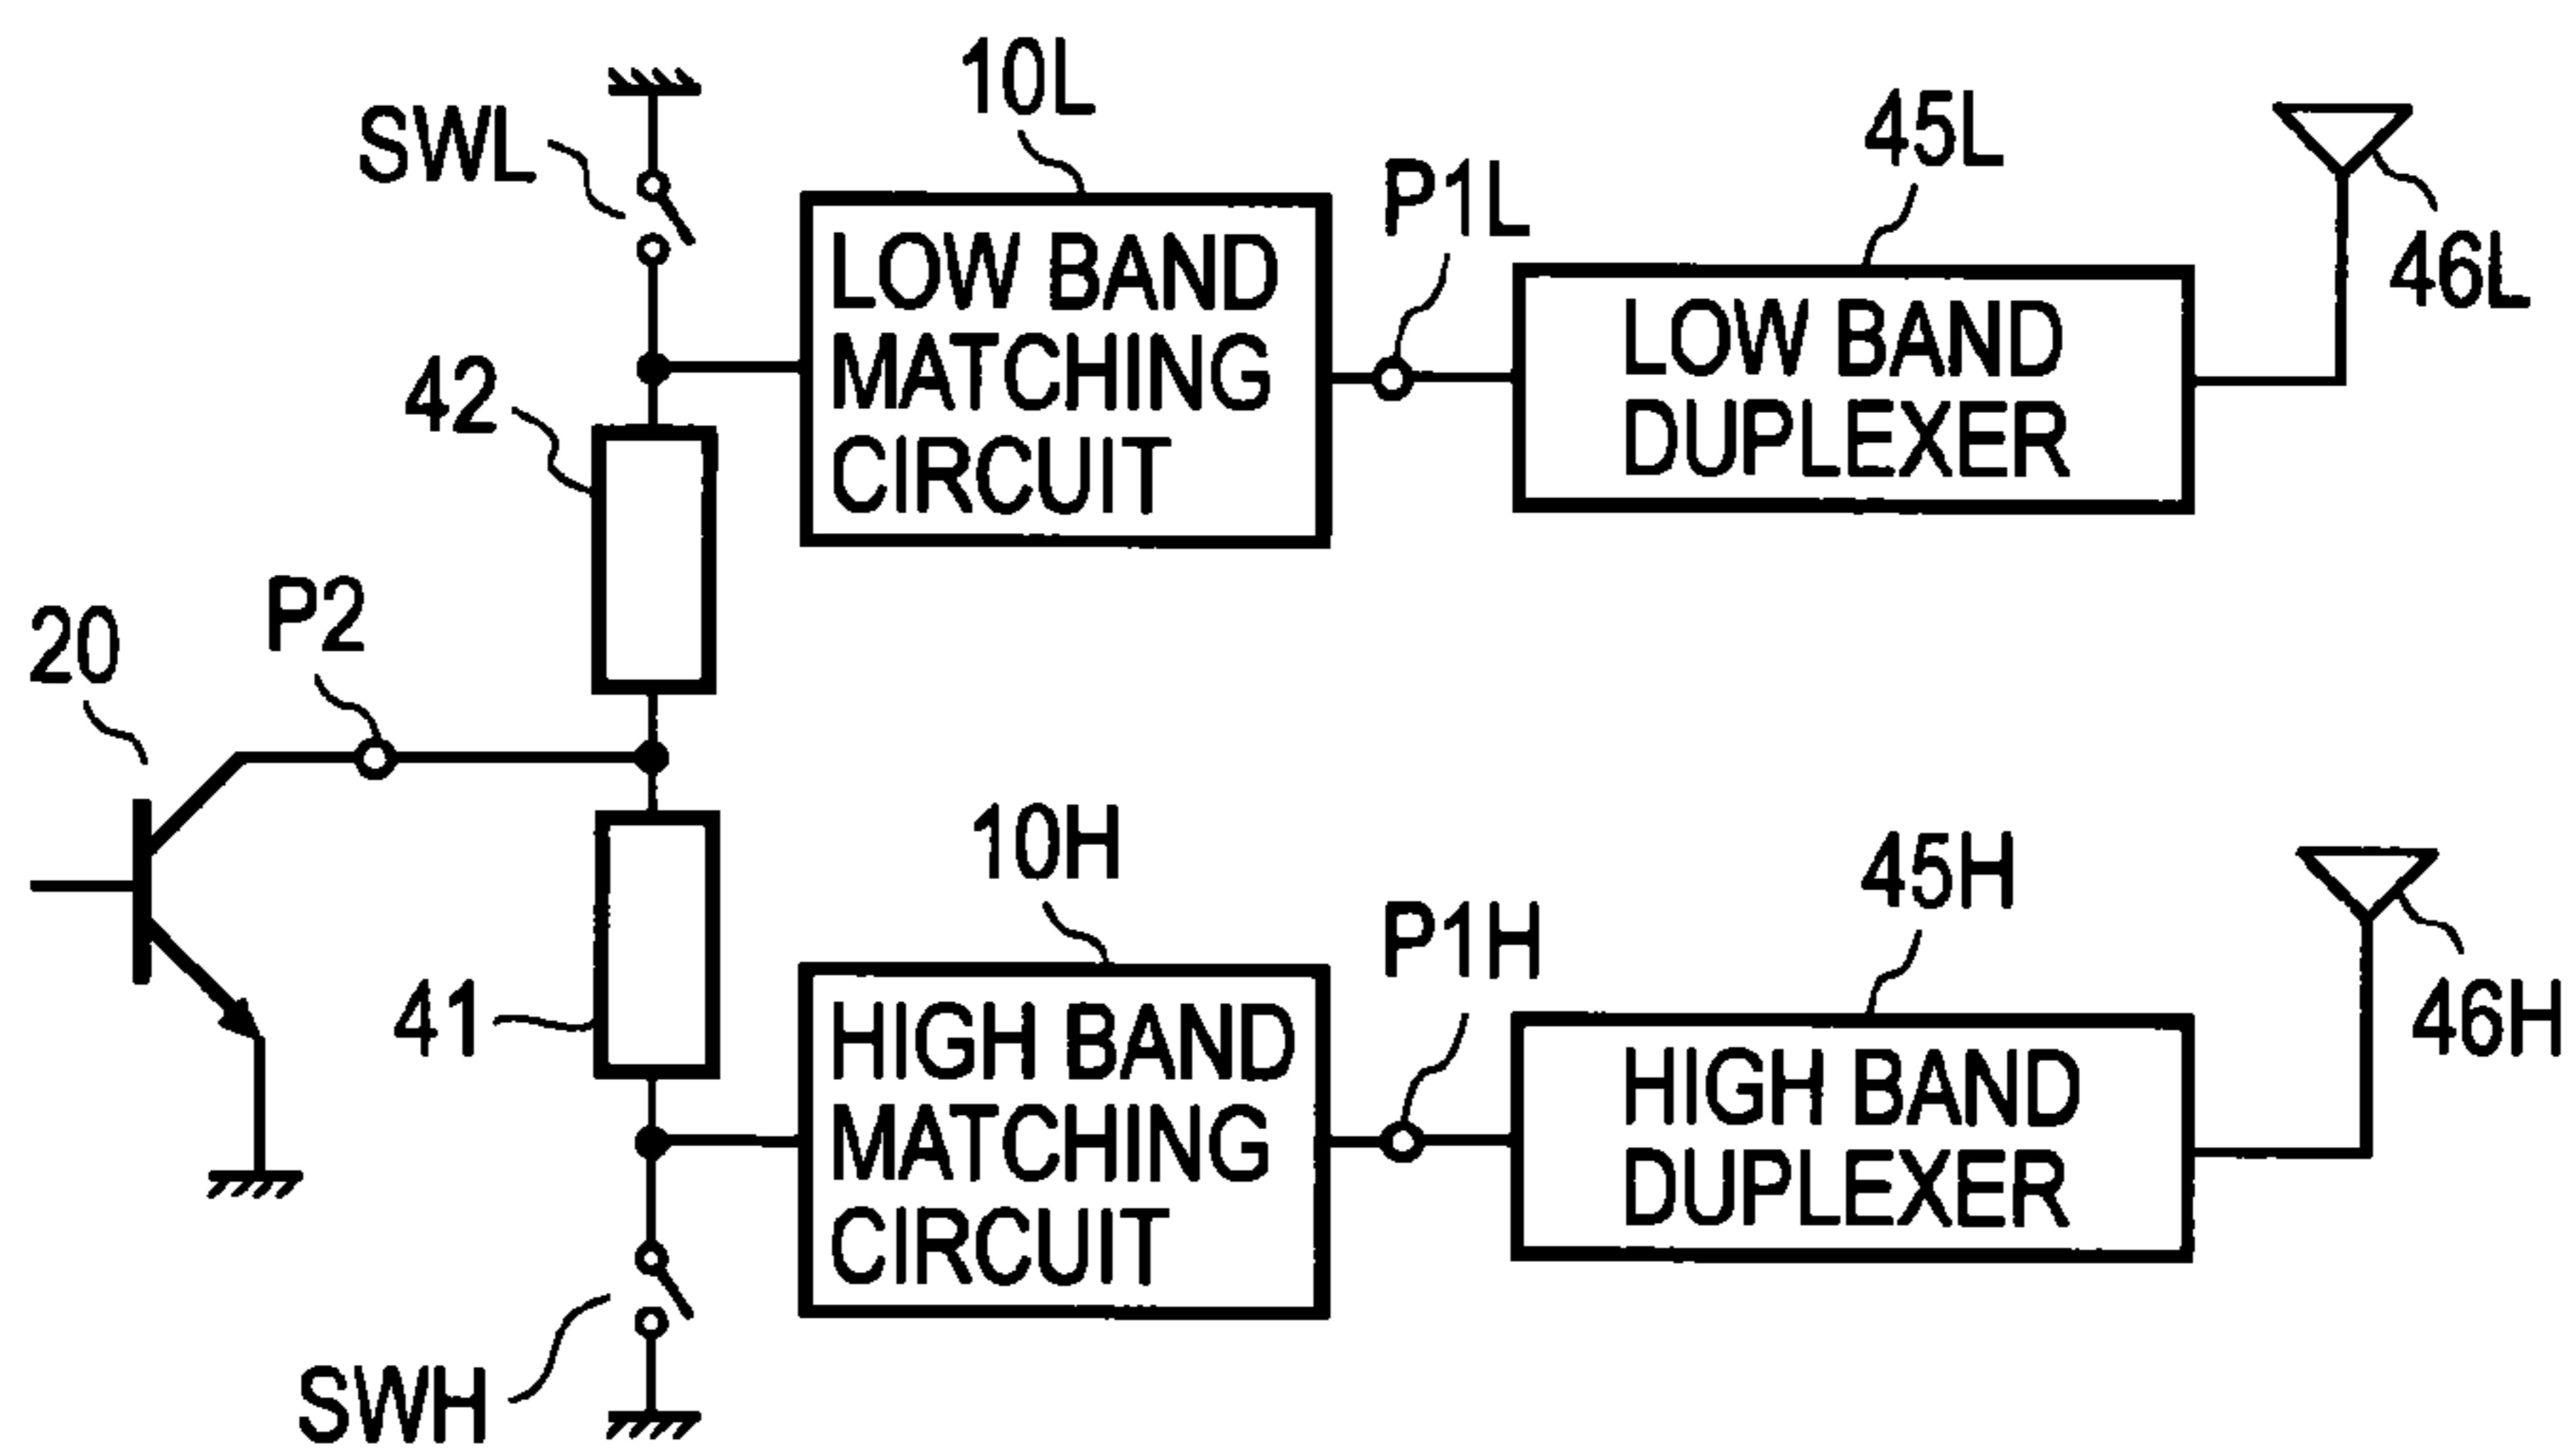 10L
SWL
45L
P1L
46L
LOW BAND
MATCHING
CIRCUIT
LOW BAND
DUPLEXER
42
P2
20
10H
45H
P1H
46H
41
HIGH BAND
MATCHING
CIRCUIT
HIGH BAND
DUPLEXER
SWH